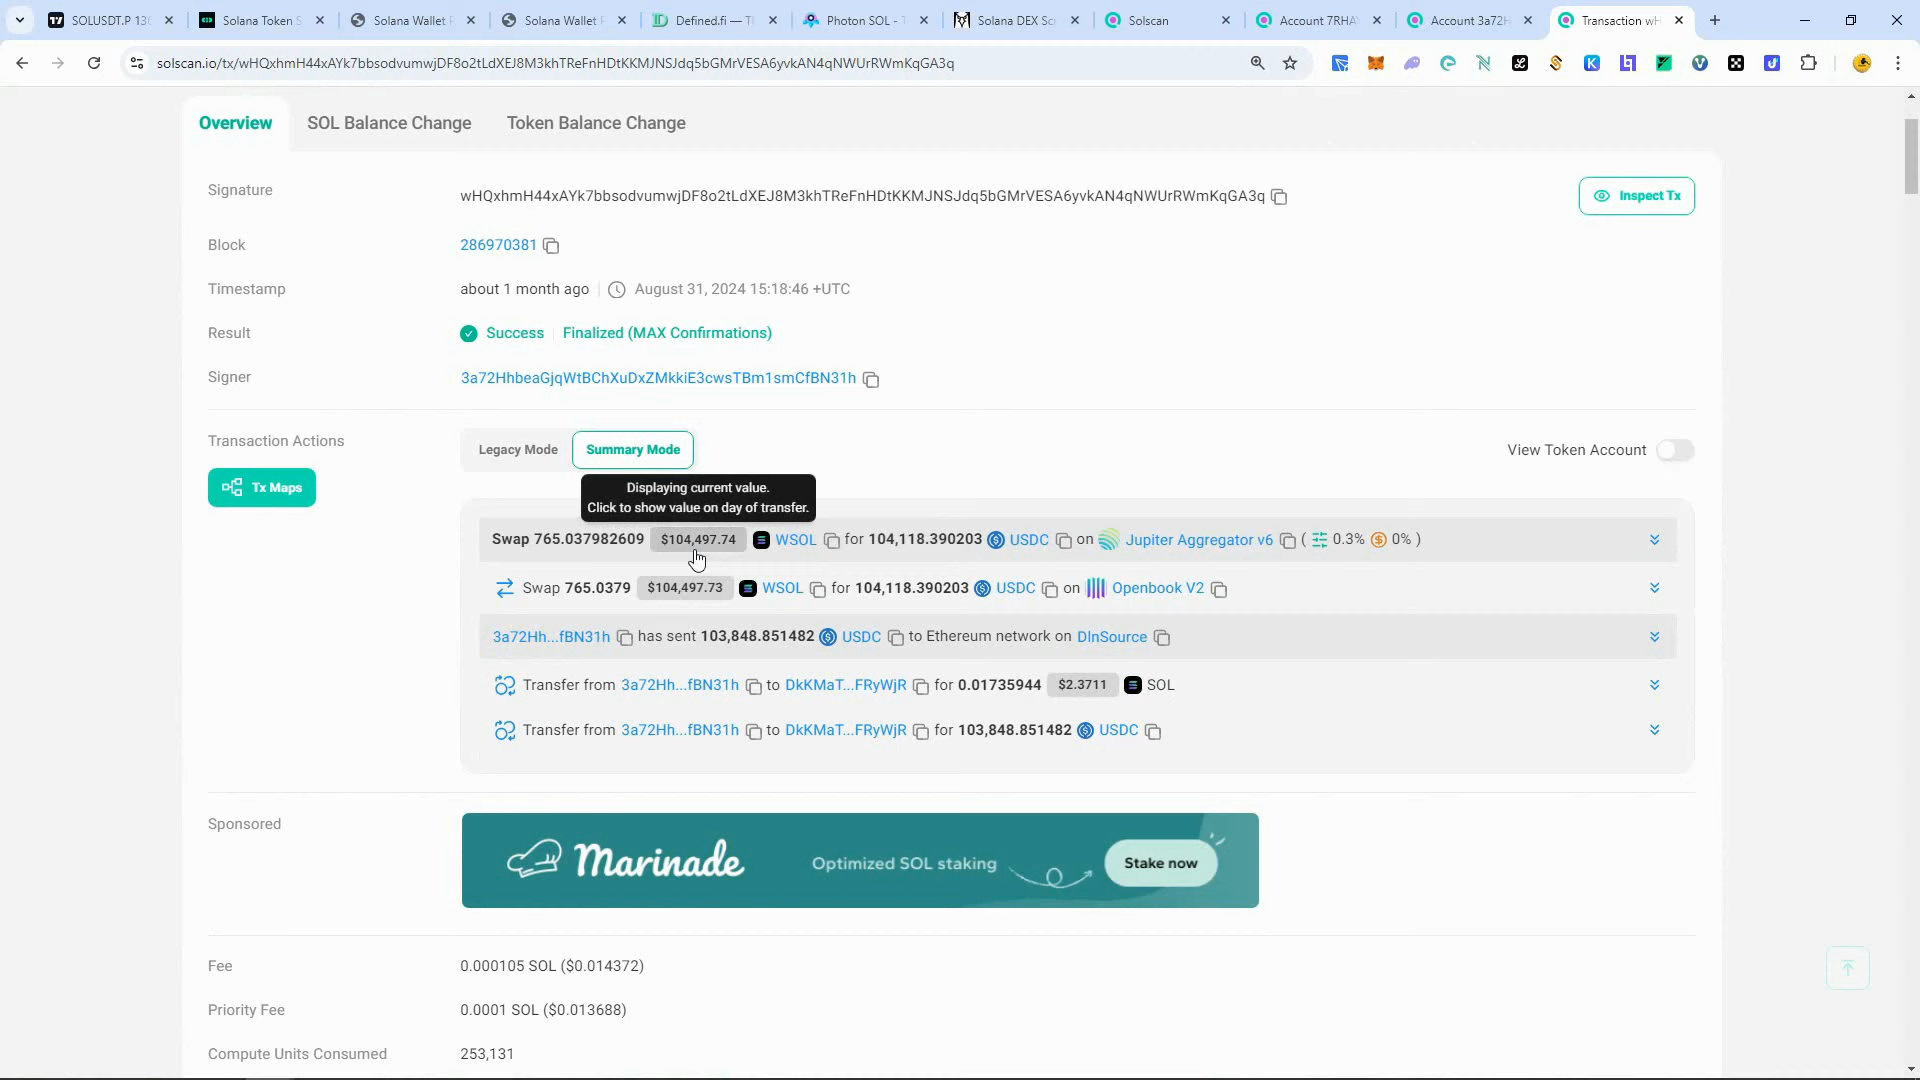 SOLUSDT.P 136
Solana Token S
Solana Wallet F
Solana Wallet F
Defined.fi — T
Photon SOL - T
Solana DEX Sc
Solscan
Account 7RHA
Account 3a72H
Transaction wH
solscan.io/tx/wHQxhmH44xAYk7bbsodvumwjDF8o2tLdXEJ8M3khTReFnHDtKKMJNSJdq5bGMrVESA6yvkAN4qNWUrRWmKqGA3q
Overview SOL Balance Change Token Balance Change
Signature wHQxhmH44xAYk7bbsodvumwjDF8o2tLdXEJ8M3khTReFnHDtKKMJNSJdq5bGMrVESA6yvkAN4qNWUrRWmKqGA3q Inspect Tx
Block 286970381
Timestamp about 1 month ago August 31, 2024 15:18:46 +UTC
Result Success Finalized (MAX Confirmations)
Signer 3a72HhbeaGjqWtBChXuDxZMkkiE3cwsTBm1smCfBN31h
Transaction Actions Legacy Mode Summary Mode View Token Account
Tx Maps
Displaying current value.
Click to show value on day of transfer.
Swap 765.037982609 $104,497.74 WSOL for 104,118.390203 USDC on Jupiter Aggregator v6 ( 0.3% 0% )
Swap 765.0379 $104,497.73 WSOL for 104,118.390203 USDC on Openbook V2
3a72Hh...fBN31h has sent 103,848.851482 USDC to Ethereum network on DlnSource
Transfer from 3a72Hh...fBN31h to DkKMaT...FRyWjR for 0.01735944 $2.3711 SOL
Transfer from 3a72Hh...fBN31h to DkKMaT...FRyWjR for 103,848.851482 USDC
Sponsored
Marinade Optimized SOL staking Stake now
Fee 0.000105 SOL ($0.014372)
Priority Fee 0.0001 SOL ($0.013688)
Compute Units Consumed 253,131